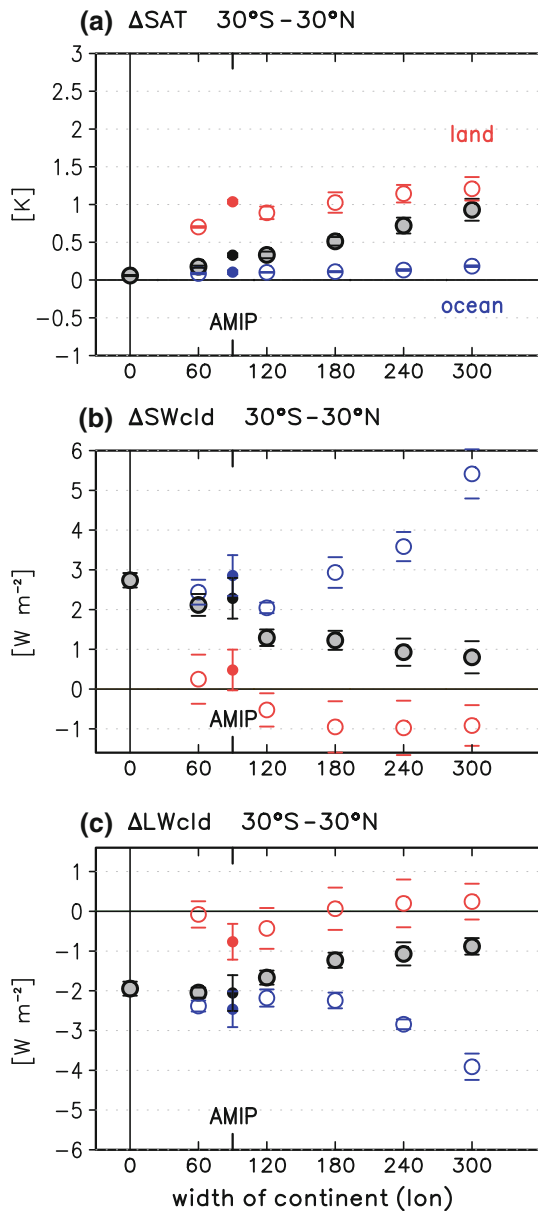 (a) ΔSAT 30°S-30°N
3
2.5
2
1.5
1
0.5
0
-0.5
-1
[K]
land
ocean
AMIP
0 60 120 180 240 300
(b) ΔSWcld 30°S-30°N
6
5
4
3
2
1
0
-1
[W m⁻²]
AMIP
0 60 120 180 240 300
(c) ΔLWcld 30°S-30°N
1
0
-1
-2
-3
-4
-5
-6
[W m⁻²]
AMIP
0 60 120 180 240 300
width of continent (lon)